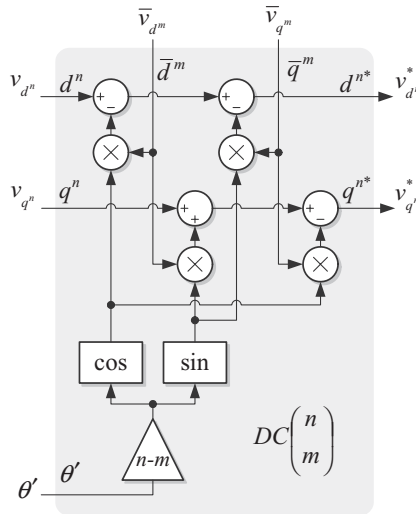 v̅_{d^m} v̅_{q^m}
d̅^m q̅^m
v_{d^n} d^n + − + − d^{n*} v^*_{d^n}
× ×
v_{q^n} q^n + + + − q^{n*} v^*_{q^n}
× ×
cos sin
DC ( n m )
n-m
θ′ θ′